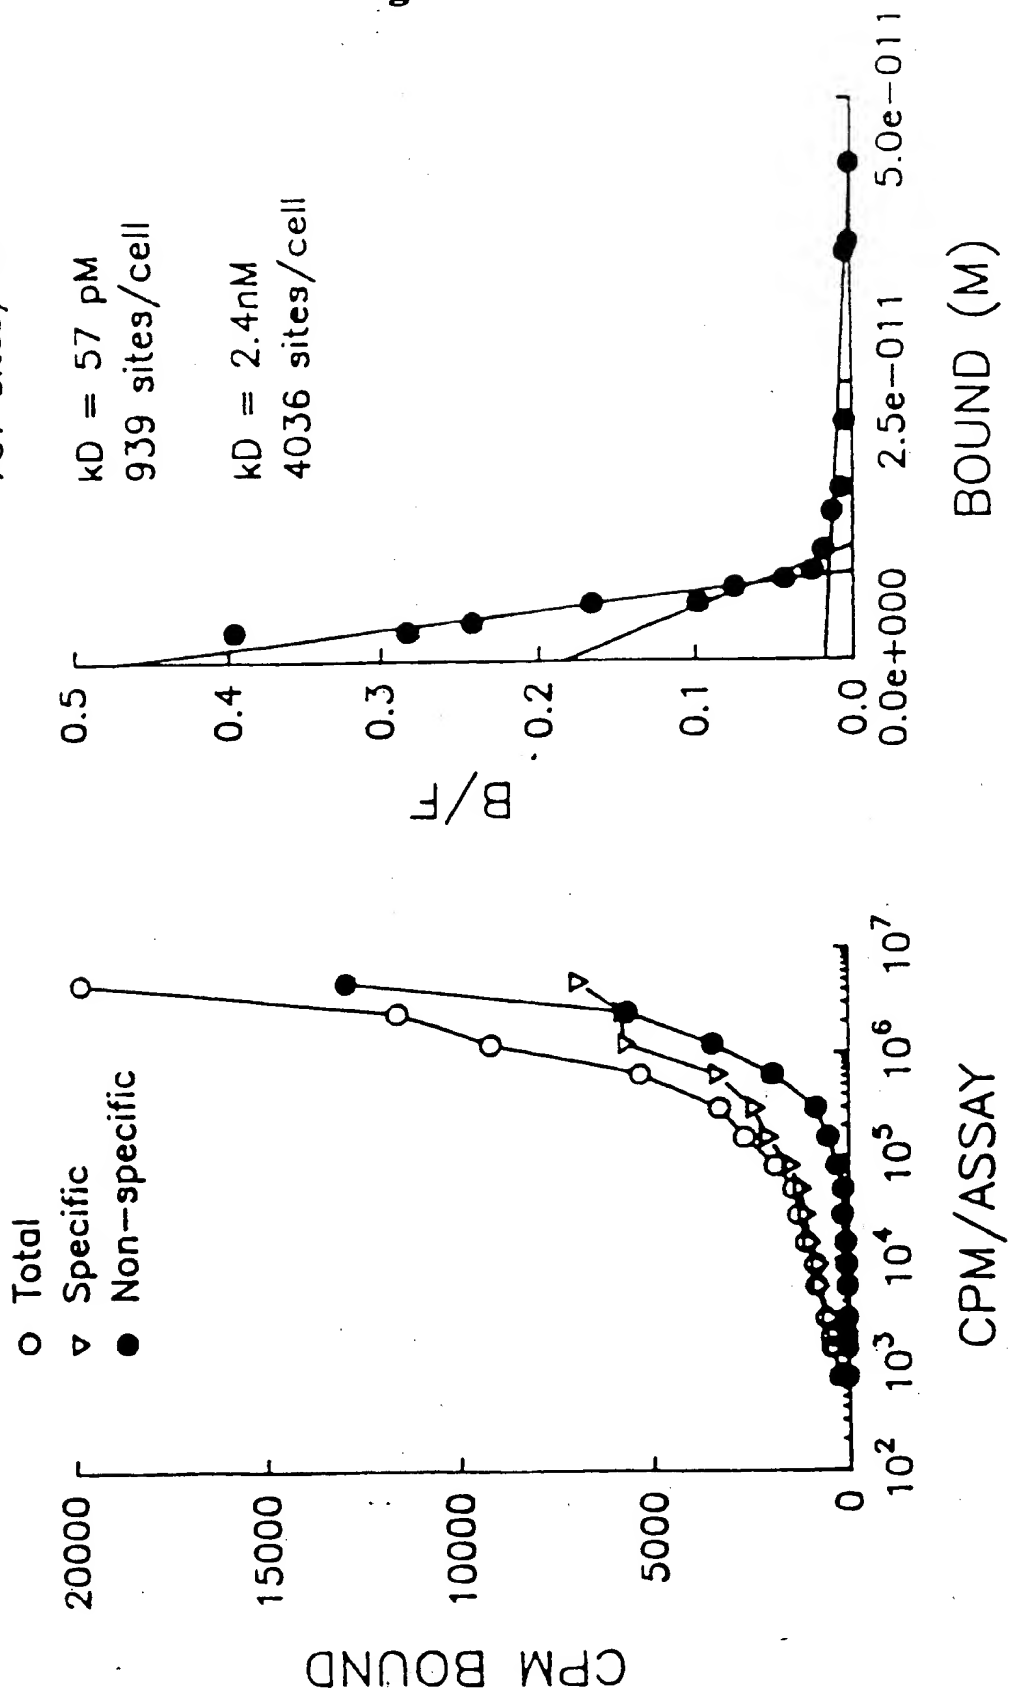 O Total
▽ Specific
● Non-specific
CPM BOUND
20000
15000
10000
5000
0
10²
10³
10⁴
10⁵
10⁶
10⁷
CPM/ASSAY
kD = 57 pM
939 sites/cell
kD = 2.4nM
4036 sites/cell
B/F
0.5
0.4
0.3
0.2
0.1
0.0
0.0e+000
2.5e-011
5.0e-011
BOUND (M)